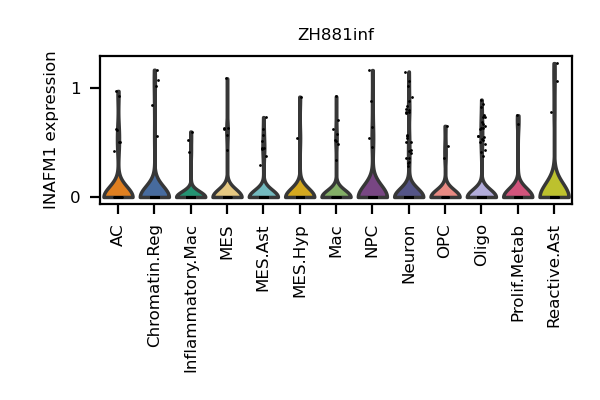 ZH881inf
INAFM1 expression
1
0
AC
Chromatin.Reg
Inflammatory.Mac
MES
MES.Ast
MES.Hyp
Mac
NPC
Neuron
OPC
Oligo
Prolif.Metab
Reactive.Ast